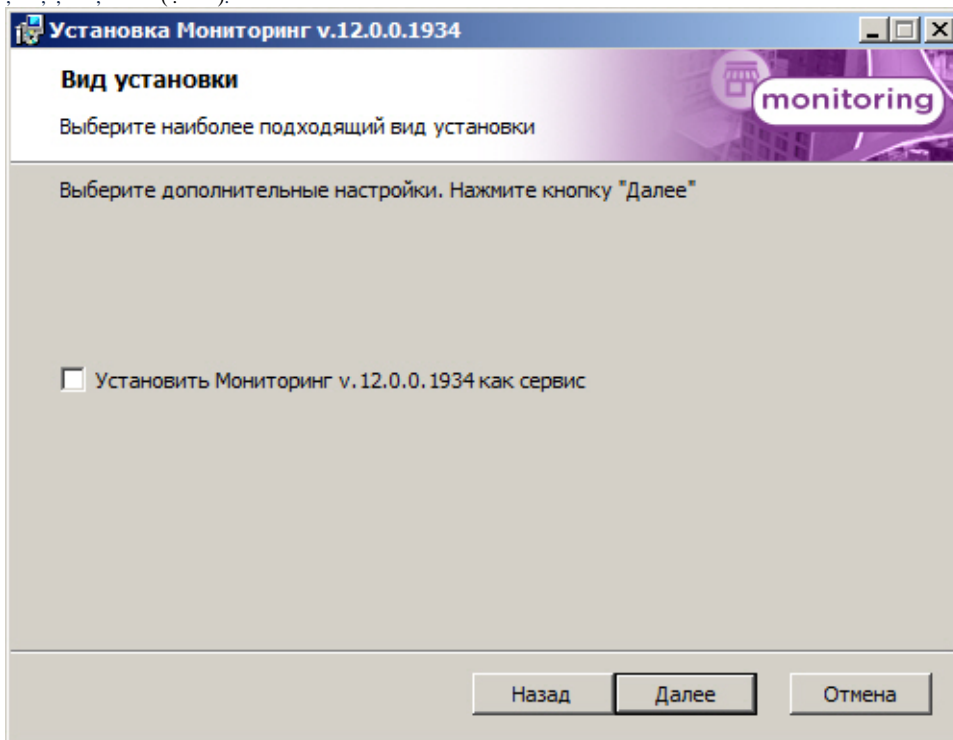 Установка Мониторинг v.12.0.0.1934
Вид установки
monitoring
Выберите наиболее подходящий вид установки
Выберите дополнительные настройки. Нажмите кнопку "Далее"
Установить Мониторинг v.12.0.0.1934 как сервис
Назад Далее Отмена